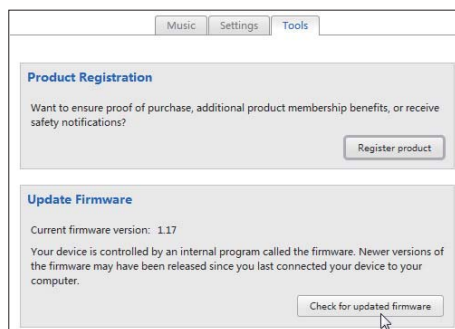 Music Settings Tools
Product Registration
Want to ensure proof of purchase, additional product membership benefits, or receive
safety notifications?
Register product
Update Firmware
Current firmware version: 1.17
Your device is controlled by an internal program called the firmware. Newer versions of
the firmware may have been released since you last connected your device to your
computer.
Check for updated firmware